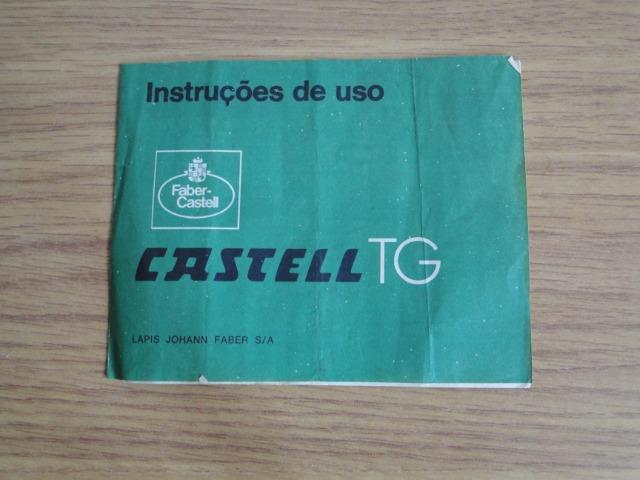 Instruções de uso
Faber-
Castell
CASTELL TG
LAPIS JOHANN FABER S/A